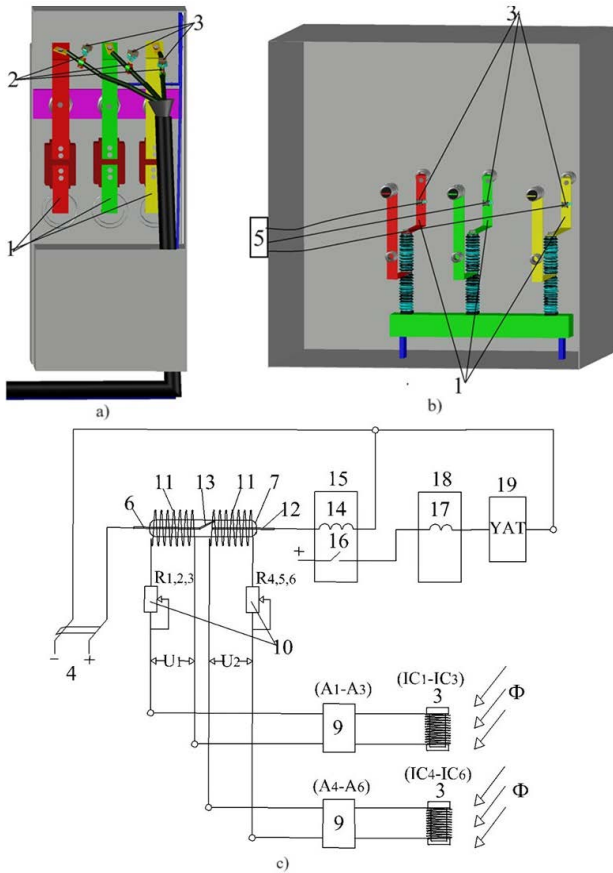 3
2
1
a)
3
5
1
b)
11
13
11
7
6
12
15
14
16
+
18
17
19
YAT
R1,2,3
R4,5,6
10
U1
U2
− +
4
(A1-A3)
9
(IC1-IC3)
3
Φ
(A4-A6)
9
(IC4-IC6)
3
Φ
c)